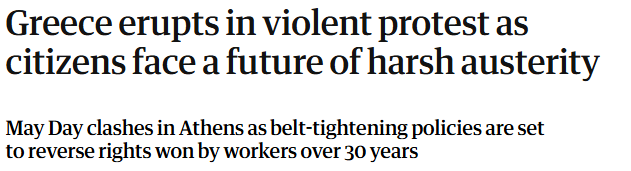 Greece erupts in violent protest as
citizens face a future of harsh austerity
May Day clashes in Athens as belt-tightening policies are set
to reverse rights won by workers over 30 years